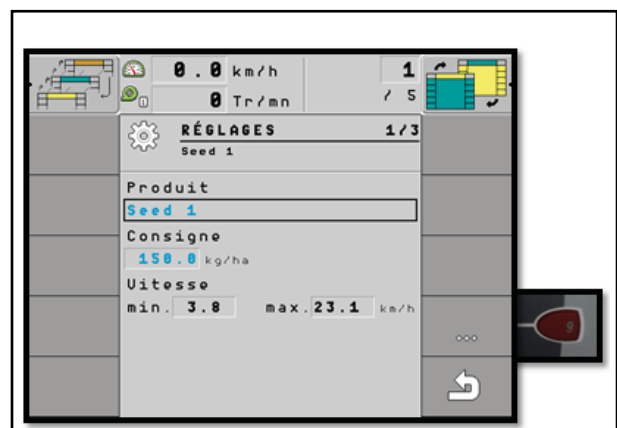 0.0 km/h 1
1 0 Tr/mn / 5
RÉGLAGES 1/3
Seed 1
Produit
Seed 1
Consigne
150.0 kg/ha
Vitesse
min. 3.8 max. 23.1 km/h
9